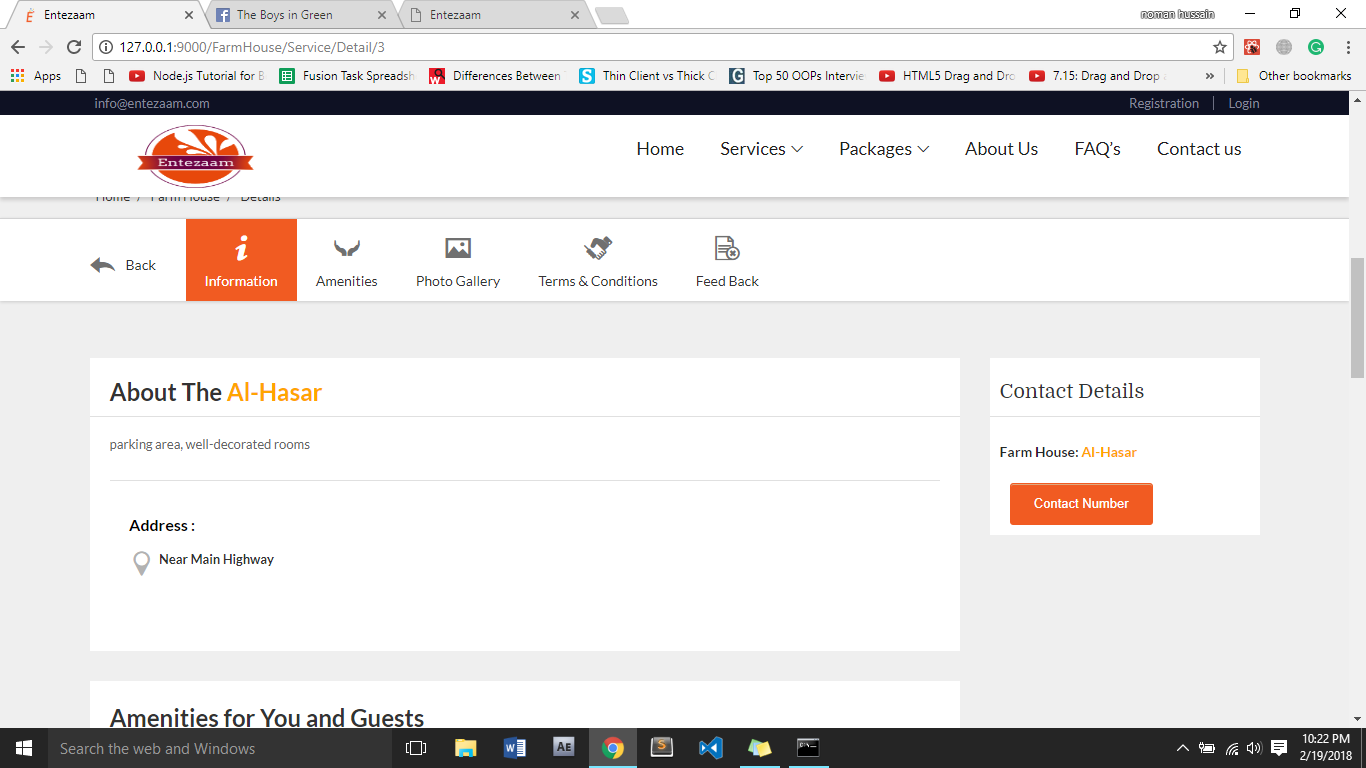 Entezaam
The Boys in Green
Entezaam
noman hussain
127.0.0.1:9000/FarmHouse/Service/Detail/3
Apps
Node.js Tutorial for B
Fusion Task Spreadsh
Differences Between
Thin Client vs Thick C
Top 50 OOPs Intervie
HTML5 Drag and Dro
7.15: Drag and Drop
»
Other bookmarks
info@entezaam.com
Registration | Login
Entezaam
Home Services Packages About Us FAQ's Contact us
Home / Farm House / Details
Back
Information
Amenities
Photo Gallery
Terms & Conditions
Feed Back
About The Al-Hasar
parking area, well-decorated rooms
Address :
Near Main Highway
Contact Details
Farm House: Al-Hasar
Contact Number
Amenities for You and Guests
Search the web and Windows
AE
10:22 PM
2/19/2018